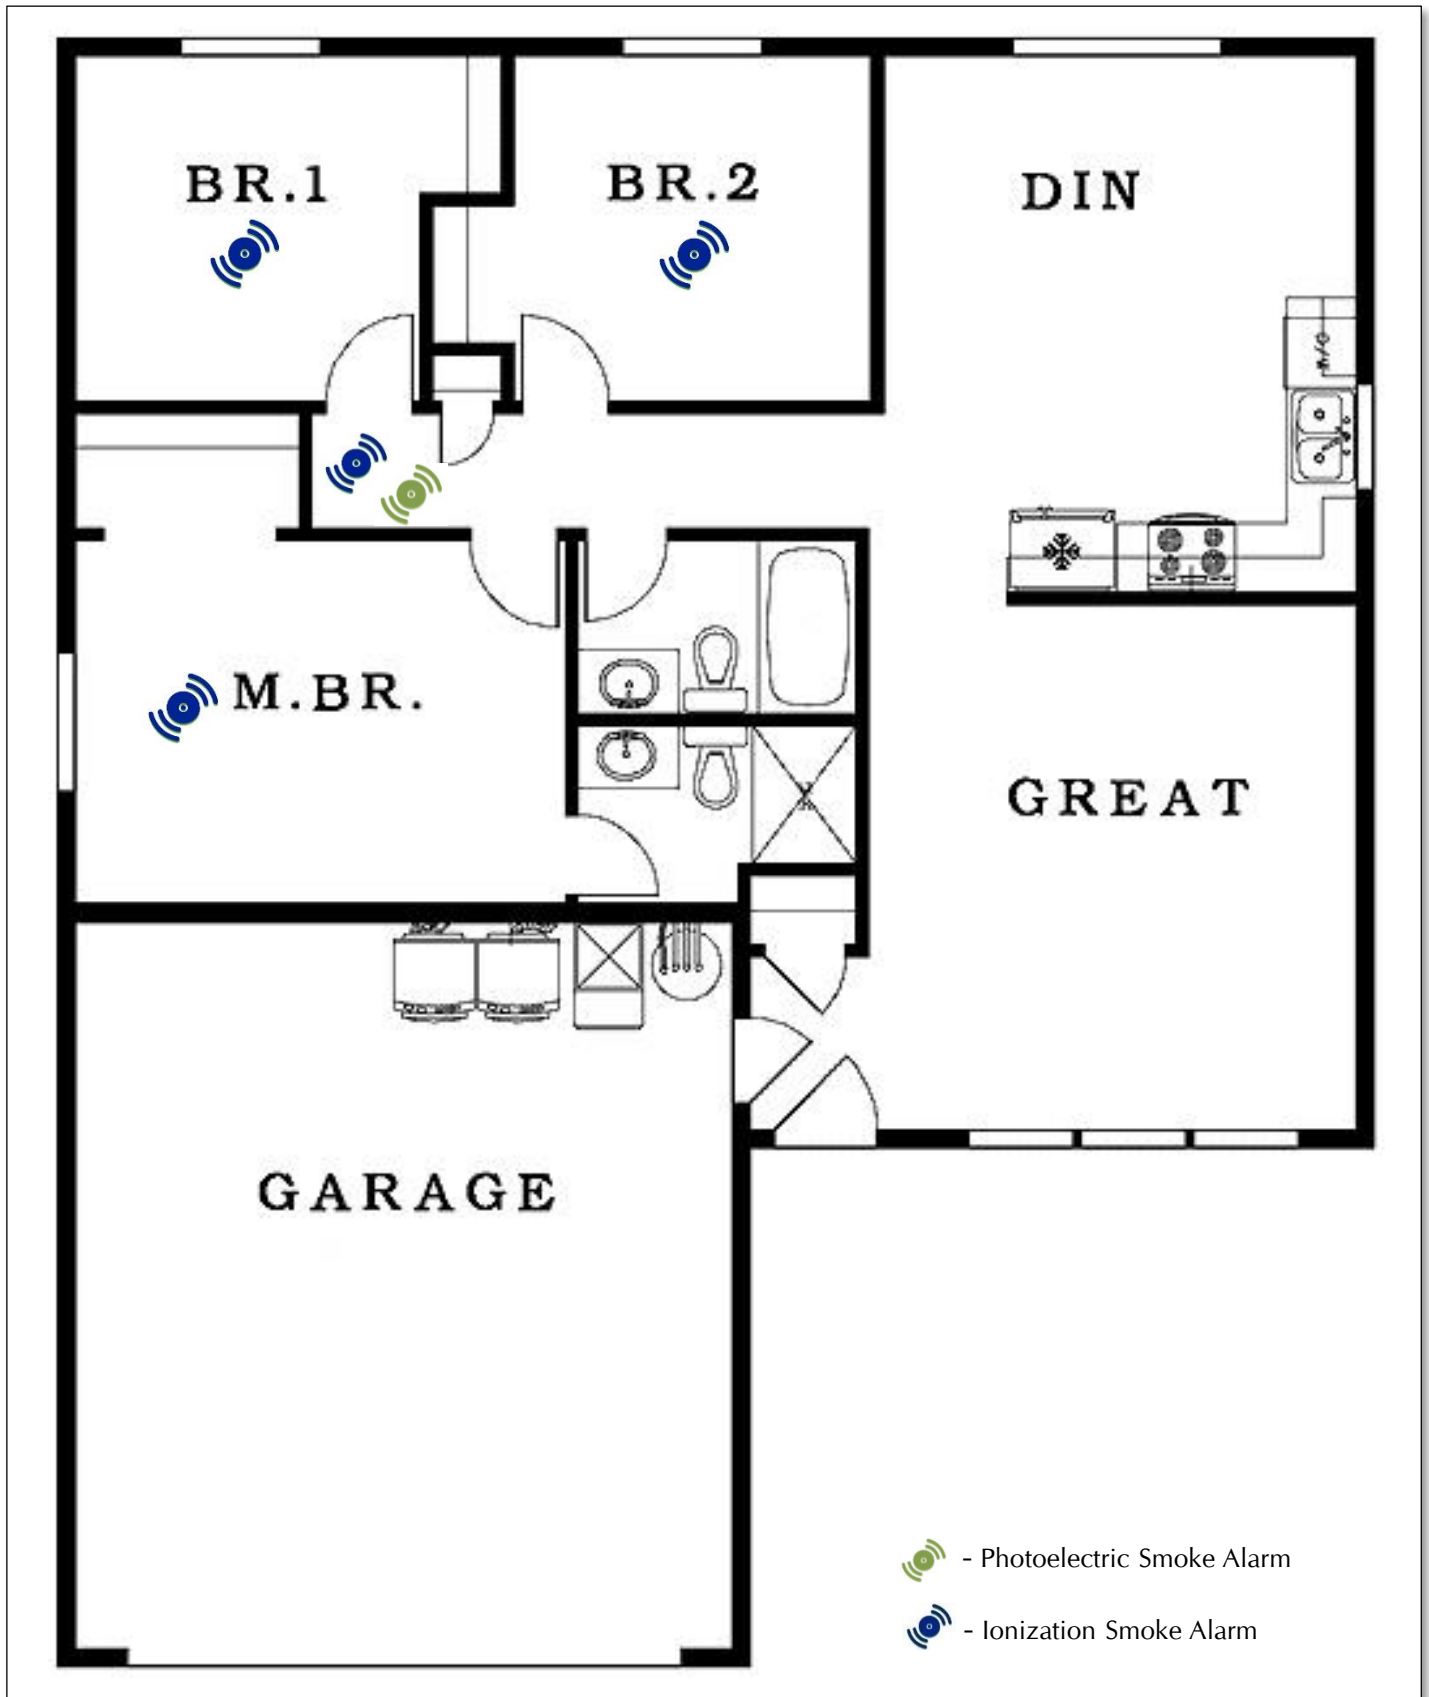 BR.1
BR.2
DIN
M.BR.
GREAT
GARAGE
- Photoelectric Smoke Alarm
- Ionization Smoke Alarm